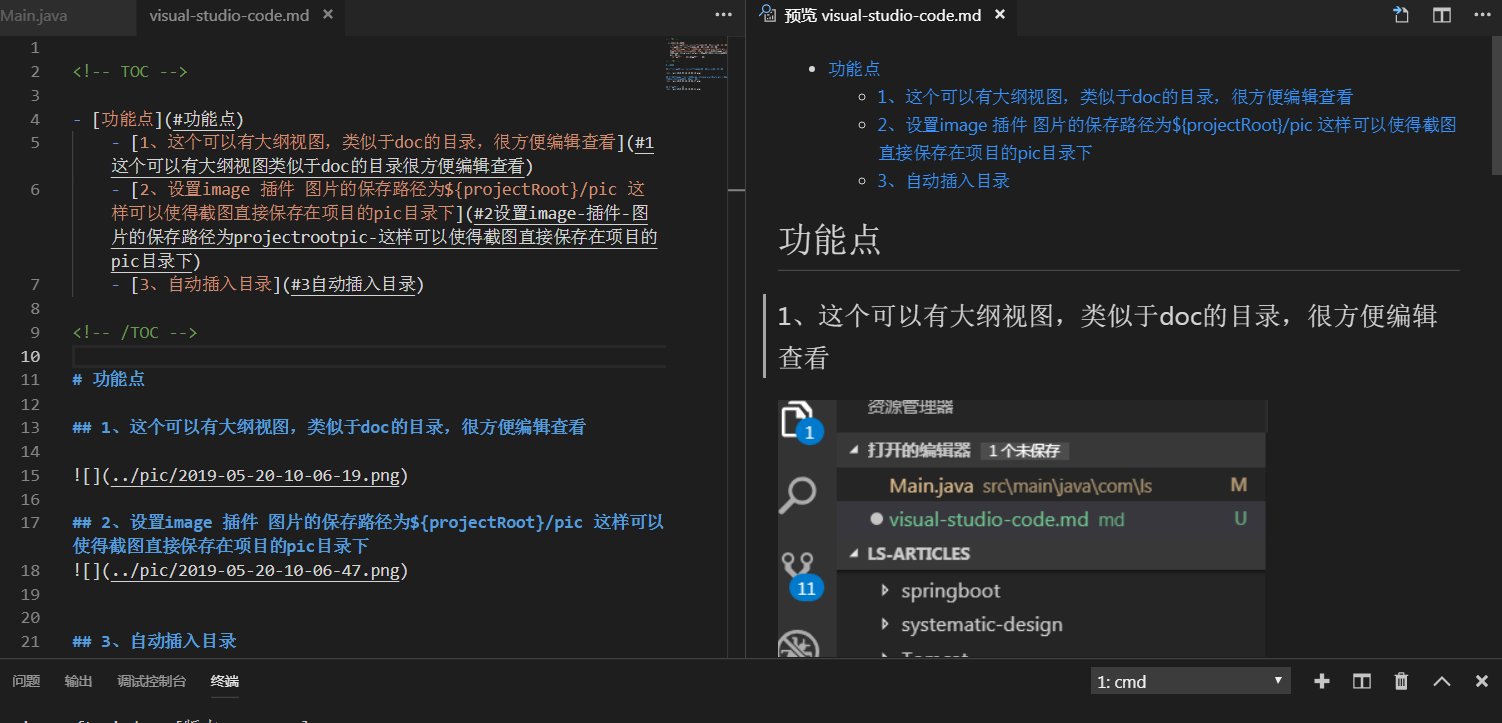 Main.java
visual-studio-code.md
预览 visual-studio-code.md
1
2 <!-- TOC -->
3
4 - [功能点](#功能点)
5 - [1、这个可以有大纲视图，类似于doc的目录，很方便编辑查看](#1
这个可以有大纲视图类似于doc的目录很方便编辑查看)
6 - [2、设置image 插件 图片的保存路径为${projectRoot}/pic 这
样可以使得截图直接保存在项目的pic目录下](#2设置image-插件-图
片的保存路径为projectrootpic-这样可以使得截图直接保存在项目的
pic目录下)
7 - [3、自动插入目录](#3自动插入目录)
8
9 <!-- /TOC -->
10
11 # 功能点
12
13 ## 1、这个可以有大纲视图，类似于doc的目录，很方便编辑查看
14
15 ![](../pic/2019-05-20-10-06-19.png)
16
17 ## 2、设置image 插件 图片的保存路径为${projectRoot}/pic 这样可以
使得截图直接保存在项目的pic目录下
18 ![](../pic/2019-05-20-10-06-47.png)
19
20
21 ## 3、自动插入目录
功能点
1、这个可以有大纲视图，类似于doc的目录，很方便编辑查看
2、设置image 插件 图片的保存路径为${projectRoot}/pic 这样可以使得截图
直接保存在项目的pic目录下
3、自动插入目录
功能点
1、这个可以有大纲视图，类似于doc的目录，很方便编辑
查看
资源管理器
1
打开的编辑器 1 个未保存
Main.java src\main\java\com\ls M
visual-studio-code.md md U
LS-ARTICLES
11
springboot
systematic-design
问题 输出 调试控制台 终端
1: cmd